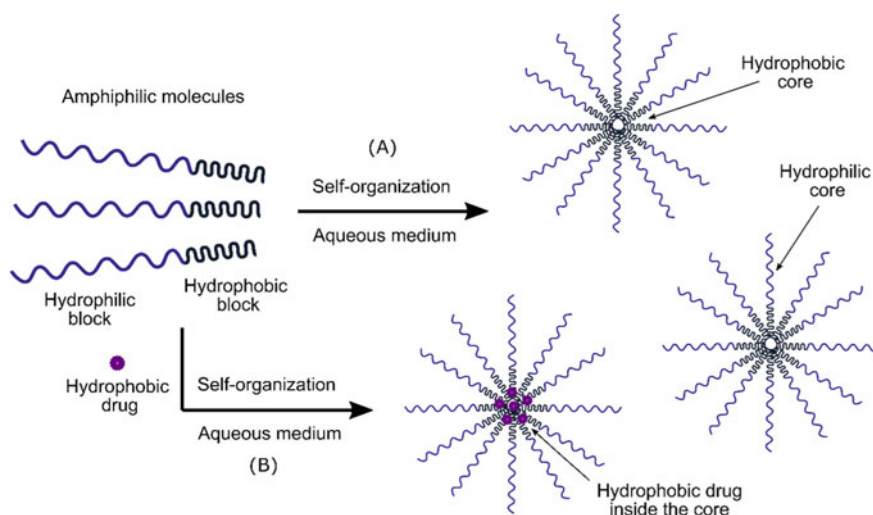 Amphiphilic molecules
(A)
Self-organization
Aqueous medium
Hydrophobic
core
Hydrophilic
core
Hydrophilic
block
Hydrophobic
block
Hydrophobic
drug
Self-organization
Aqueous medium
(B)
Hydrophobic drug
inside the core